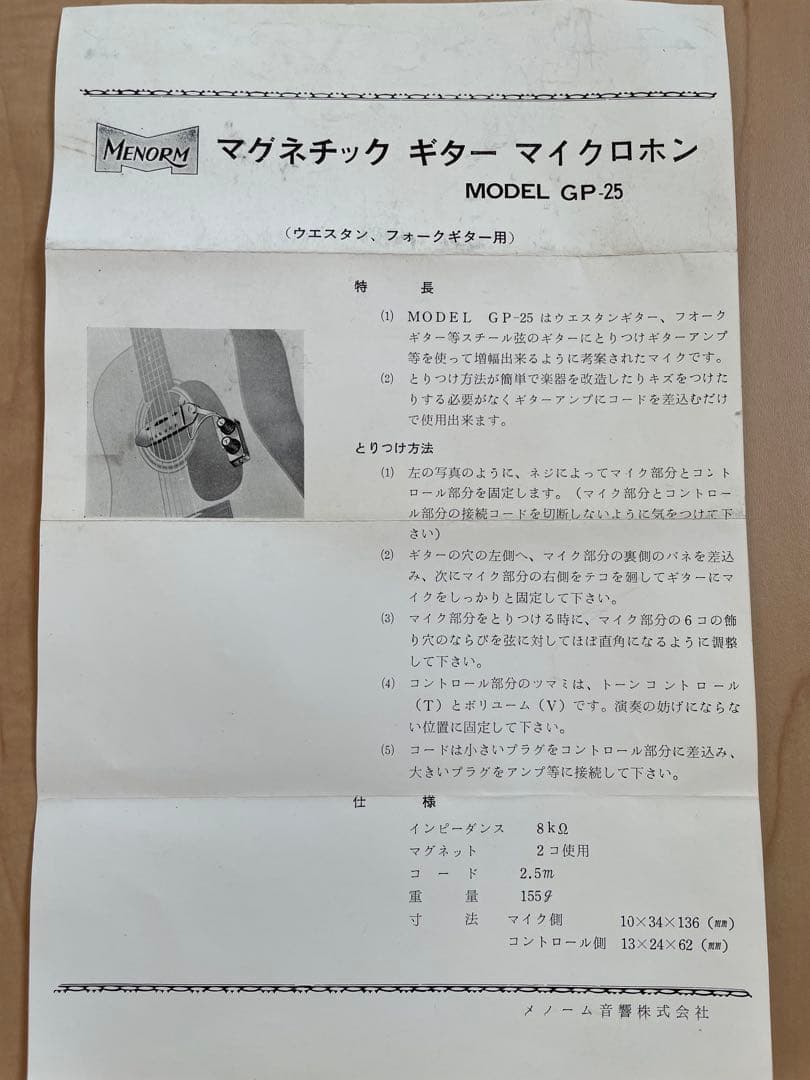 MENORM
マグネチック ギター マイクロホン
MODEL GP-25
(ウエスタン、フォークギター用)
特 長
(1) MODEL GP-25はウエスタンギター、フオーク
ギター等スチール弦のギターにとりつけギターアンプ
等を使って増幅出来るように考案されたマイクです。
(2) とりつけ方法が簡単で楽器を改造したりキズをつけた
りする必要がなくギターアンプにコードを差込むだけ
で使用出来ます。
とりつけ方法
(1) 左の写真のように、ネジによってマイク部分とコント
ロール部分を固定します。(マイク部分とコントロー
ル部分の接続コードを切断しないように気をつけて下
さい)
(2) ギターの穴の左側へ、マイク部分の裏側のバネを差込
み、次にマイク部分の右側をテコを廻してギターにマ
イクをしっかりと固定して下さい。
(3) マイク部分をとりつける時に、マイク部分の6コの飾
り穴のならびを弦に対してほぼ直角になるように調整
して下さい。
(4) コントロール部分のツマミは、トーンコントロール
(T)とボリユーム(V)です。演奏の妨げにならな
い位置に固定して下さい。
(5) コードは小さいプラグをコントロール部分に差込み、
大きいプラグをアンプ等に接続して下さい。
仕 様
インピーダンス 8kΩ
マグネット 2コ使用
コード 2.5m
重 量 155g
寸 法 マイク側 10×34×136(㎜)
コントロール側 13×24×62(㎜)
メノーム音響株式会社